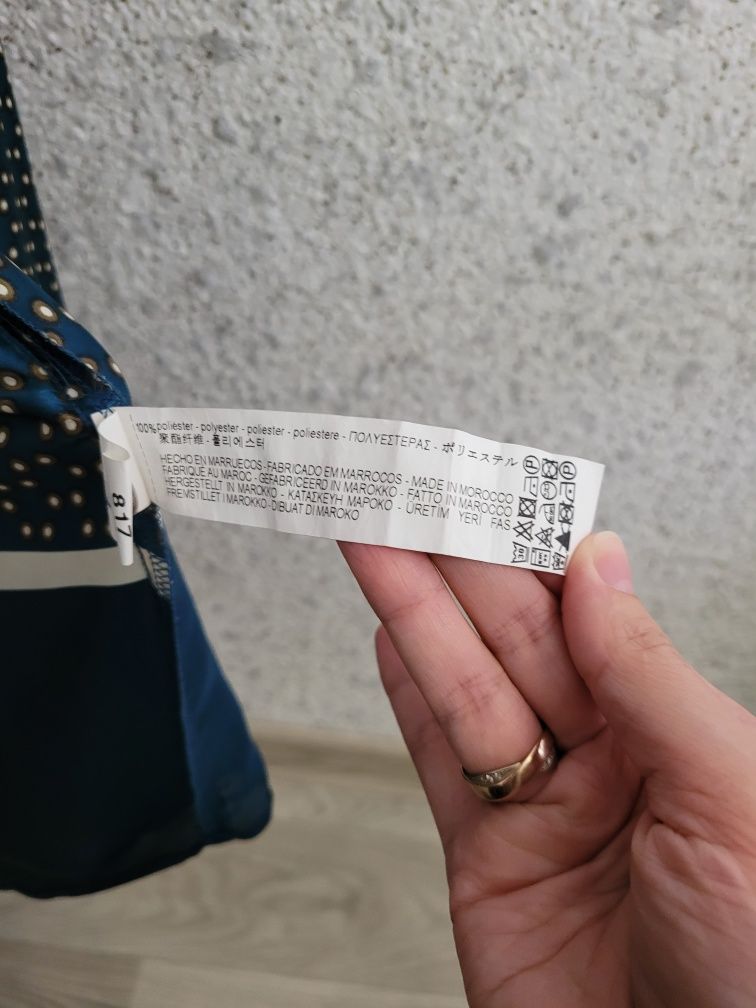 100% poliester - polyester - poliester - poliestere - ΠΟΛΥΕΣΤΕΡΑΣ - ポリエステル
聚酯纤维 - 폴리에스터
HECHO EN MARRUECOS - FABRICADO EM MARROCOS - MADE IN MOROCCO
FABRIQUE AU MAROC - GEFABRICEERD IN MAROKKO - FATTO IN MAROCCO
HERGESTELLT IN MAROKKO - ΚΑΤΑΣΚΕΥΗ ΜΑΡΟΚΟ - ÜRETIM YERI FAS
FREMSTILLET I MAROKKO - DIBUAT DI MAROKO
817